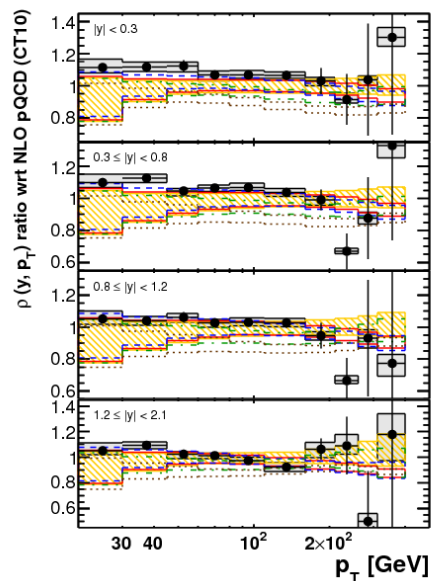 ρ (y, p_T) ratio wrt NLO pQCD (CT10)
|y| < 0.3
1.4
1.2
1
0.8
0.3 ≤ |y| < 0.8
1.2
1
0.8
0.6
0.8 ≤ |y| < 1.2
1.2
1
0.8
0.6
1.2 ≤ |y| < 2.1
1.4
1.2
1
0.8
0.6
30 40 10² 2×10²
p_T [GeV]